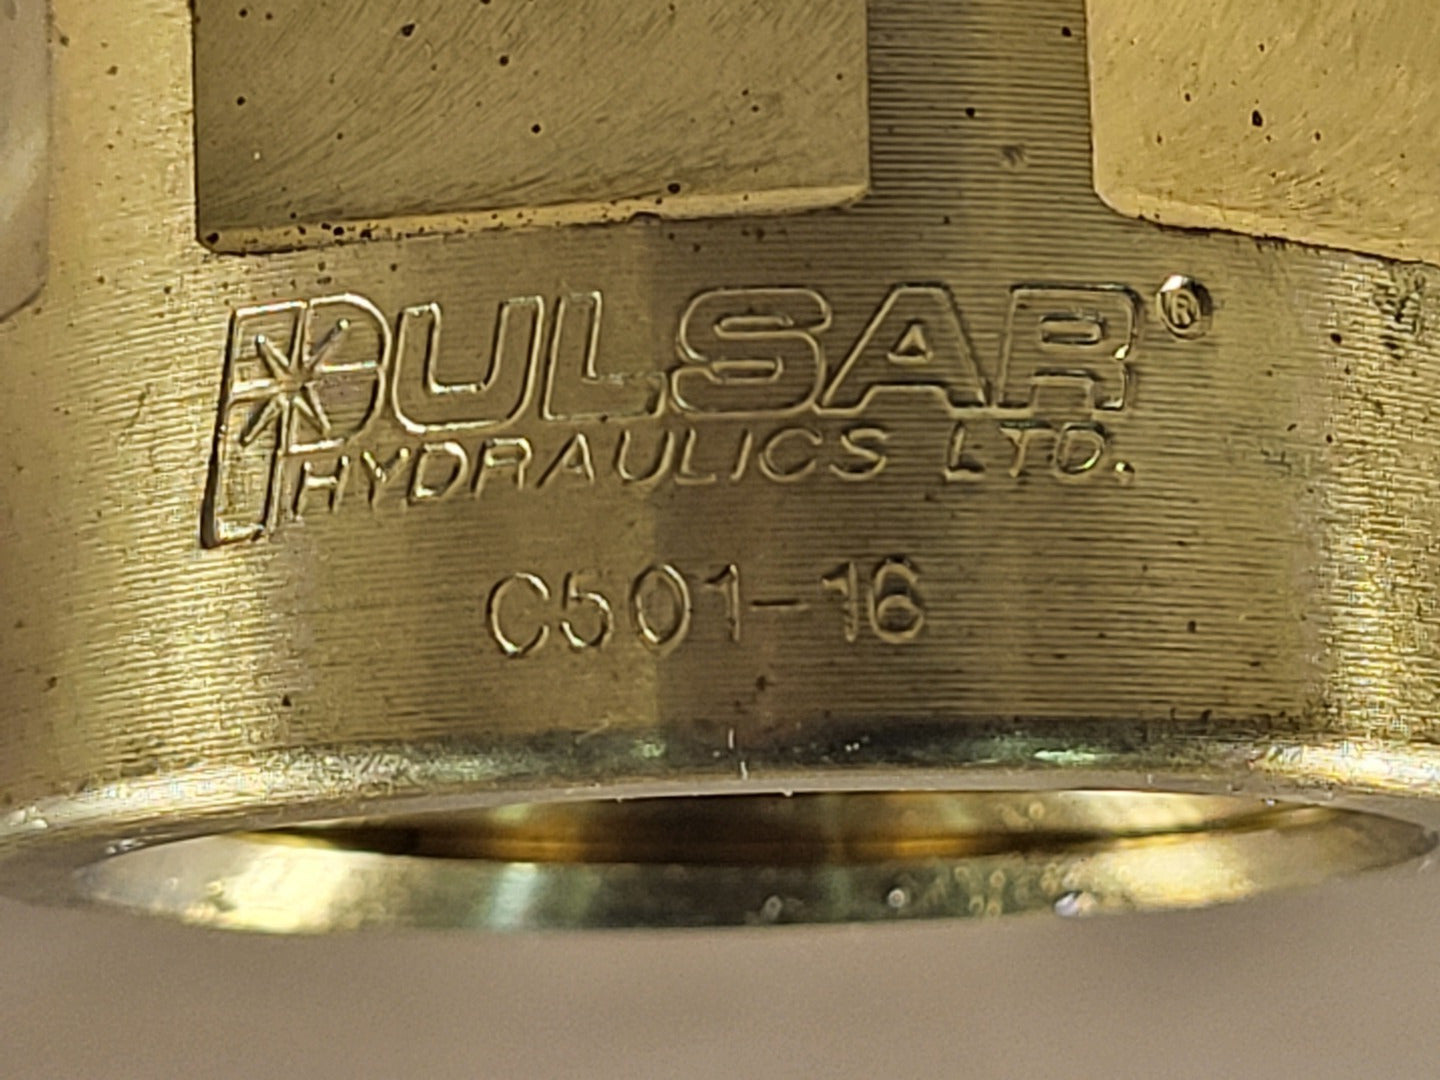 PULSAR®
HYDRAULICS LTD.
C501-16